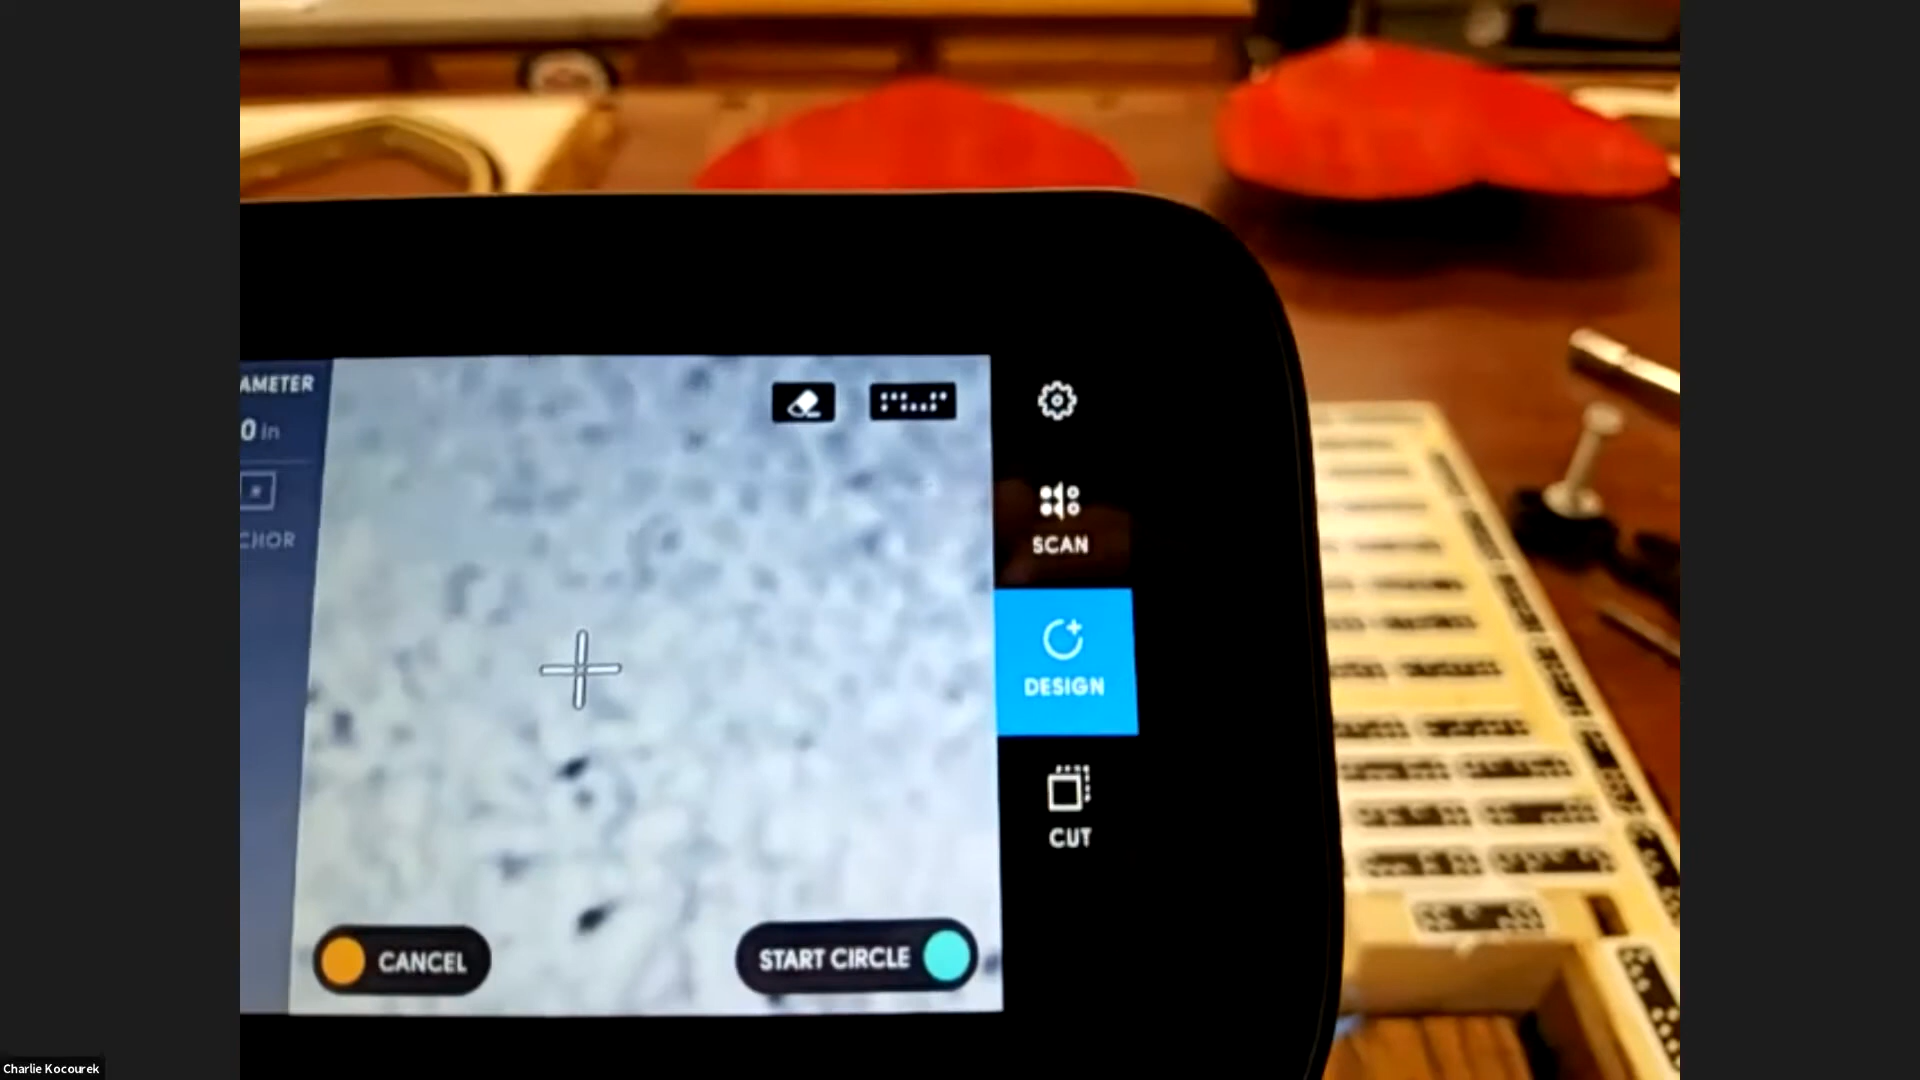 AMETER
0 in
CHOR
SCAN
DESIGN
CUT
CANCEL
START CIRCLE
Charlie Kocourek